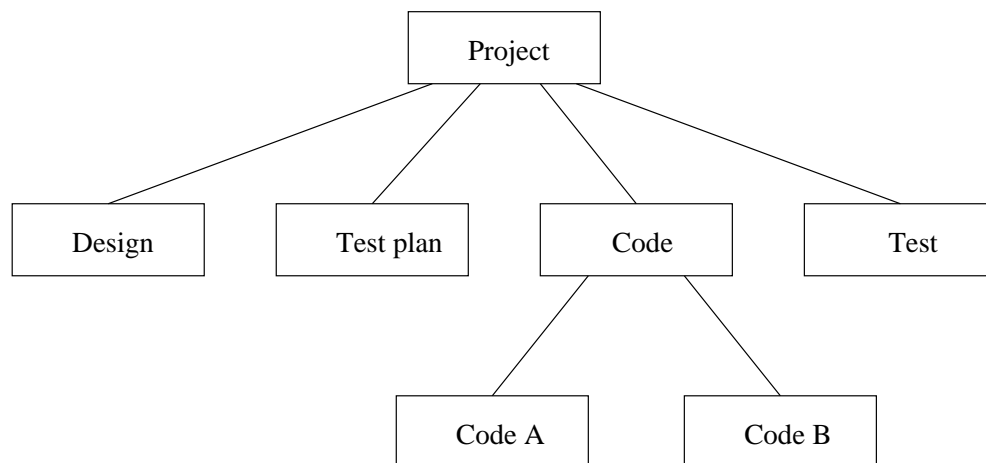 Project
Design
Test plan
Code
Test
Code A
Code B